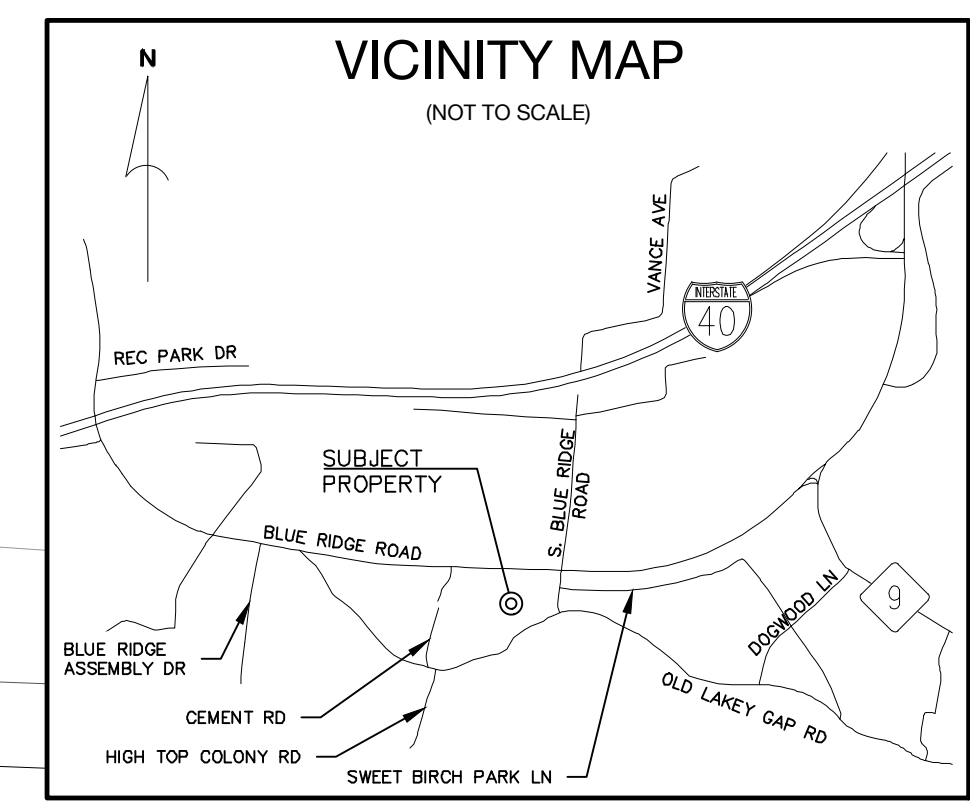 VICINITY MAP
(NOT TO SCALE)
N
VANCE AVE
INTERSTATE
40
REC PARK DR
SUBJECT
PROPERTY
S. BLUE RIDGE
ROAD
BLUE RIDGE ROAD
DOGWOOD LN
9
BLUE RIDGE
ASSEMBLY DR
OLD LAKEY GAP RD
CEMENT RD
HIGH TOP COLONY RD
SWEET BIRCH PARK LN